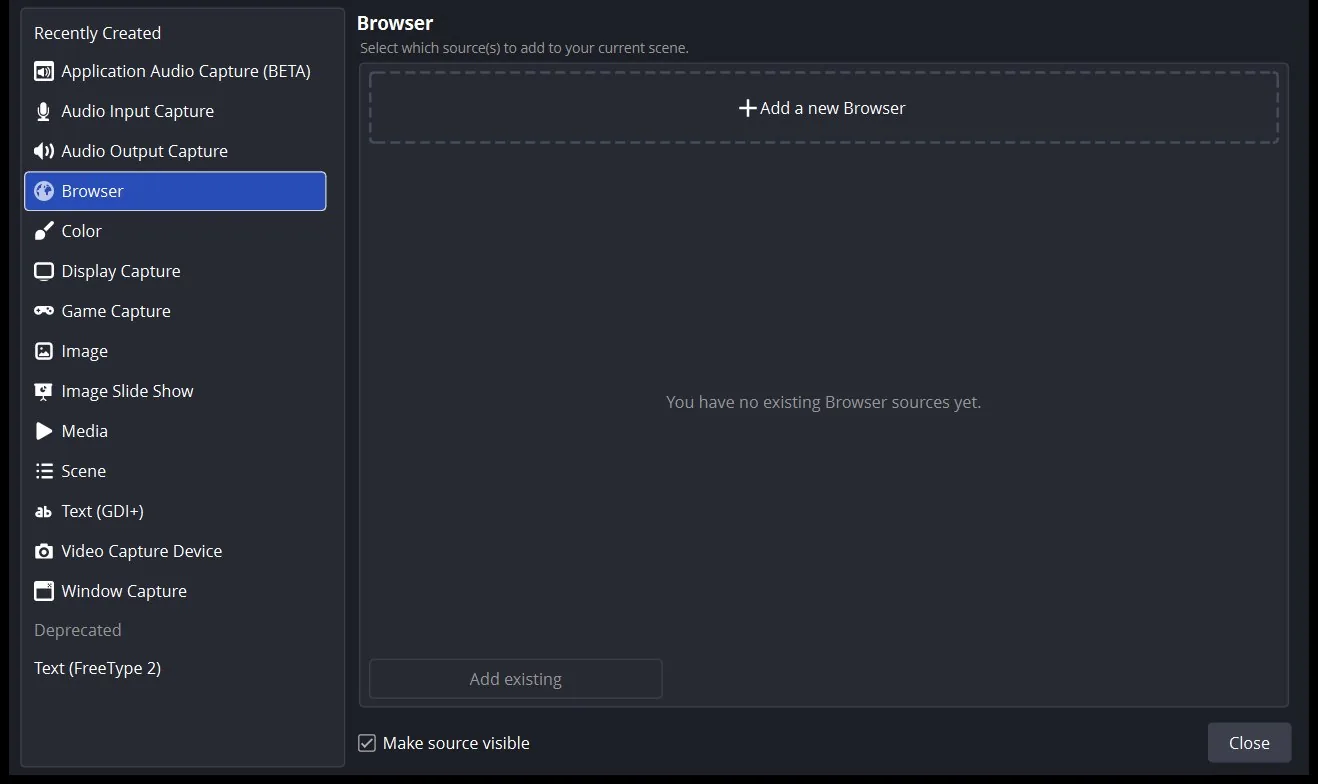 Recently Created
Application Audio Capture (BETA)
Audio Input Capture
Audio Output Capture
Browser
Color
Display Capture
Game Capture
Image
Image Slide Show
Media
Scene
ab Text (GDI+)
Video Capture Device
Window Capture
Deprecated
Text (FreeType 2)
Browser
Select which source(s) to add to your current scene.
Add a new Browser
You have no existing Browser sources yet.
Add existing
Make source visible
Close